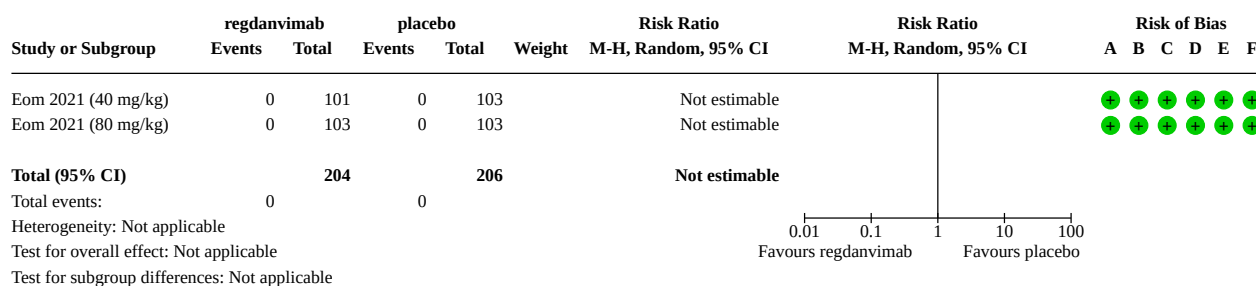 regdanvimab placebo Risk Ratio Risk Ratio Risk of Bias
Study or Subgroup Events Total Events Total Weight M-H, Random, 95% CI M-H, Random, 95% CI A B C D E F
Eom 2021 (40 mg/kg) 0 101 0 103 Not estimable + + + + + +
Eom 2021 (80 mg/kg) 0 103 0 103 Not estimable + + + + + +
Total (95% CI) 204 206 Not estimable
Total events: 0 0
Heterogeneity: Not applicable
0.01 0.1 1 10 100
Test for overall effect: Not applicable Favours regdanvimab Favours placebo
Test for subgroup differences: Not applicable